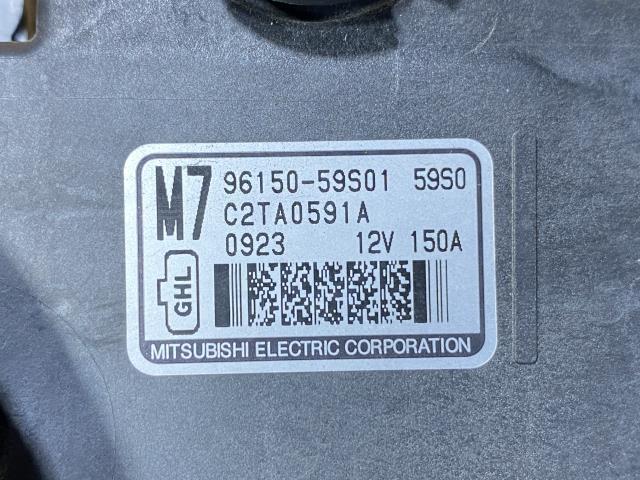 M7 96150-59S01 59S0
C2TA0591A
0923 12V 150A
GHL
MITSUBISHI ELECTRIC CORPORATION